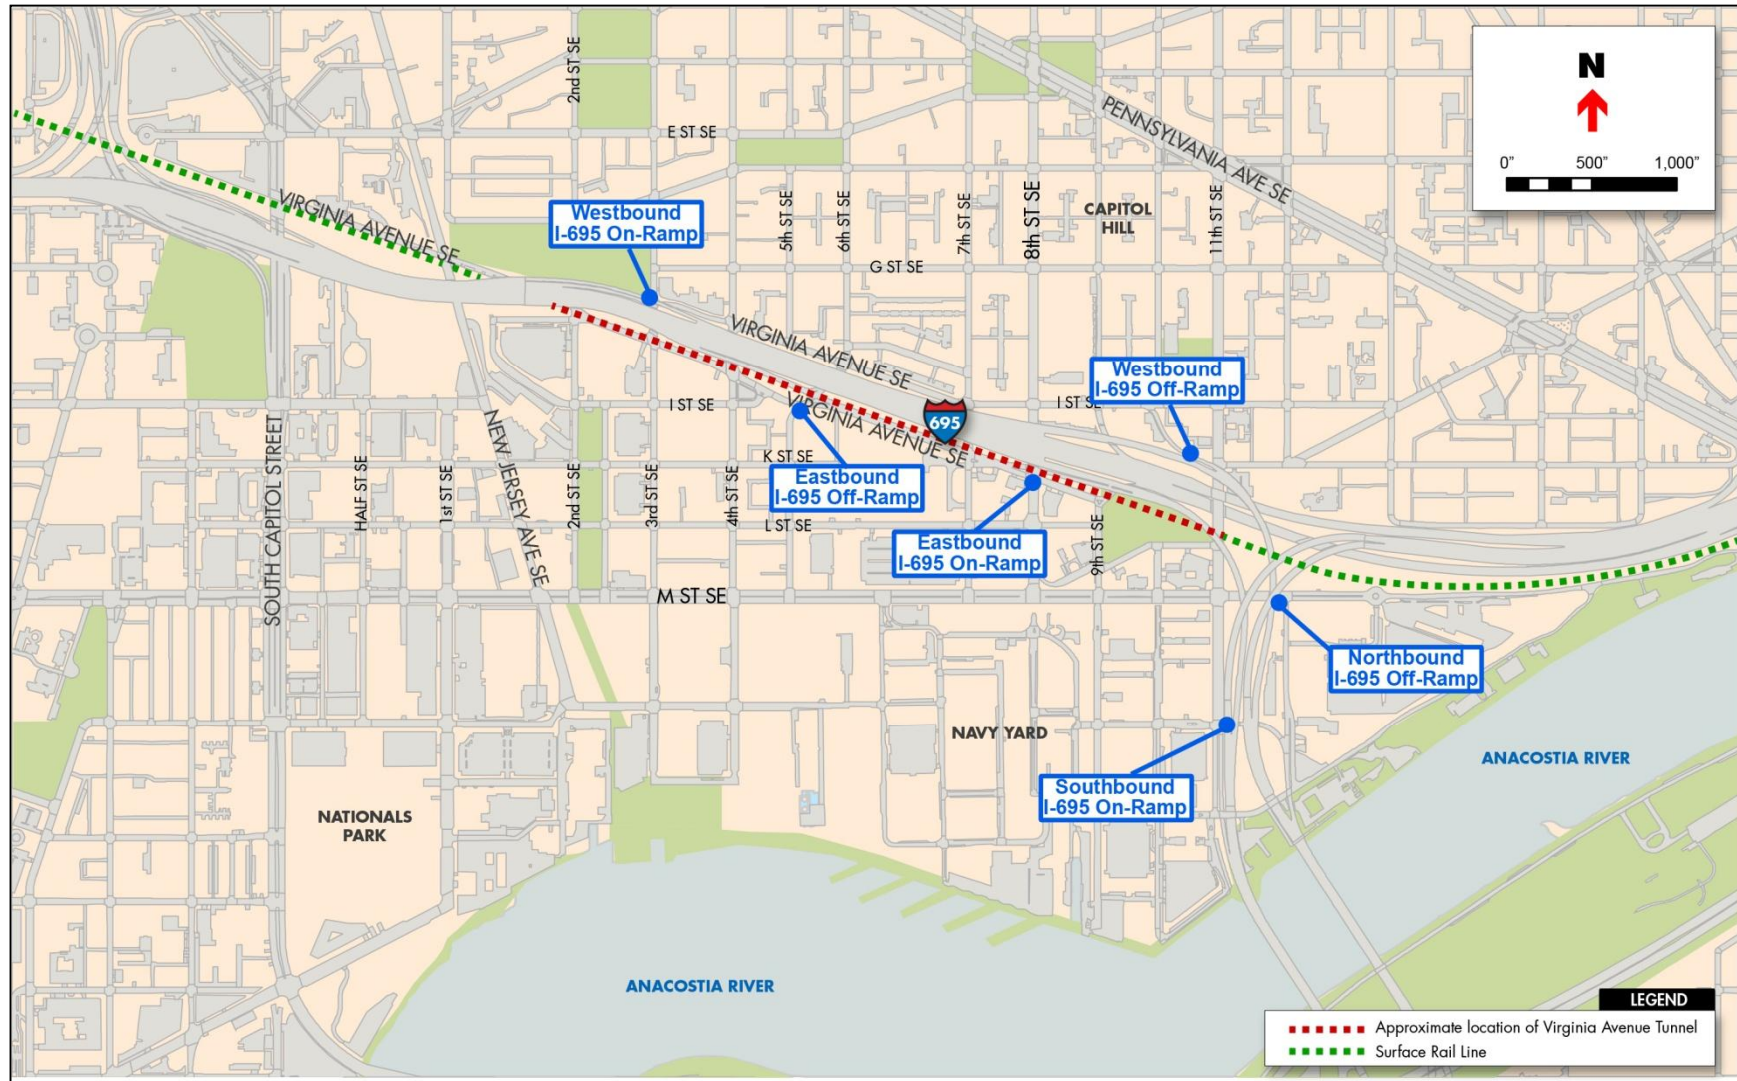 2nd ST SE
E ST SE
PENNSYLVANIA AVE SE
N
0"
500"
1,000"
VIRGINIA AVENUE SE
Westbound
I-695 On-Ramp
5th ST SE
6th ST SE
7th ST SE
8th ST SE
CAPITOL
HILL
11th ST SE
G ST SE
VIRGINIA AVENUE SE
Westbound
I-695 Off-Ramp
I ST SE
VIRGINIA AVENUE SE
695
I ST SE
SOUTH CAPITOL STREET
HALF ST SE
1st ST SE
NEW JERSEY AVE SE
2nd ST SE
3rd ST SE
4th ST SE
K ST SE
Eastbound
I-695 Off-Ramp
L ST SE
Eastbound
I-695 On-Ramp
9th ST SE
M ST SE
Northbound
I-695 Off-Ramp
NAVY YARD
Southbound
I-695 On-Ramp
ANACOSTIA RIVER
NATIONALS
PARK
ANACOSTIA RIVER
LEGEND
Approximate location of Virginia Avenue Tunnel
Surface Rail Line